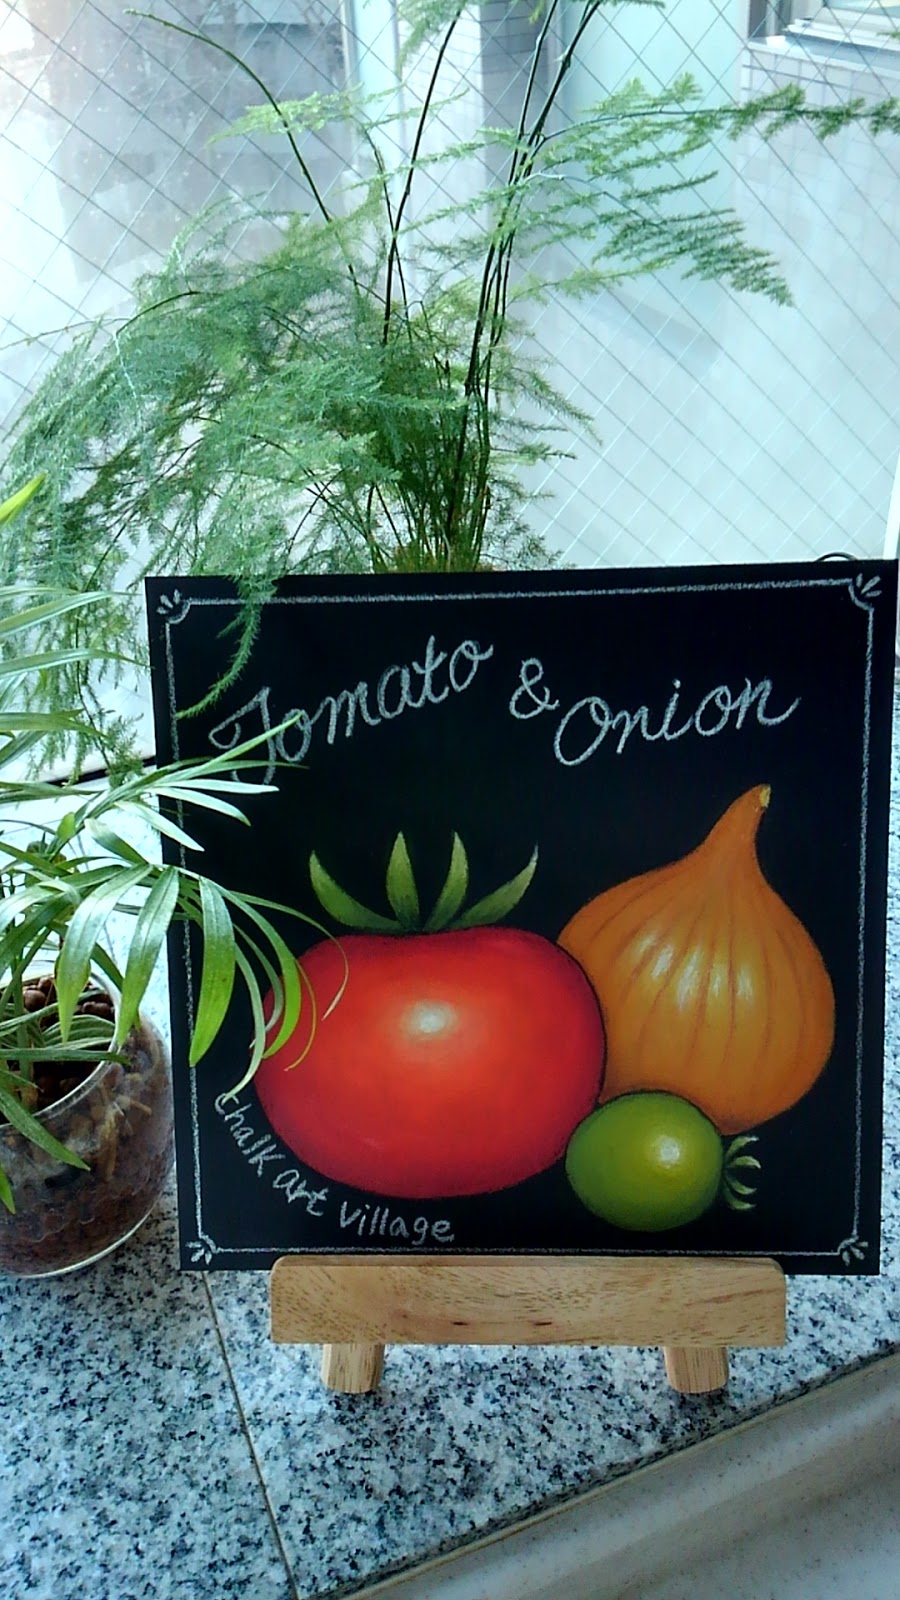 Tomato & Onion
chalk art village